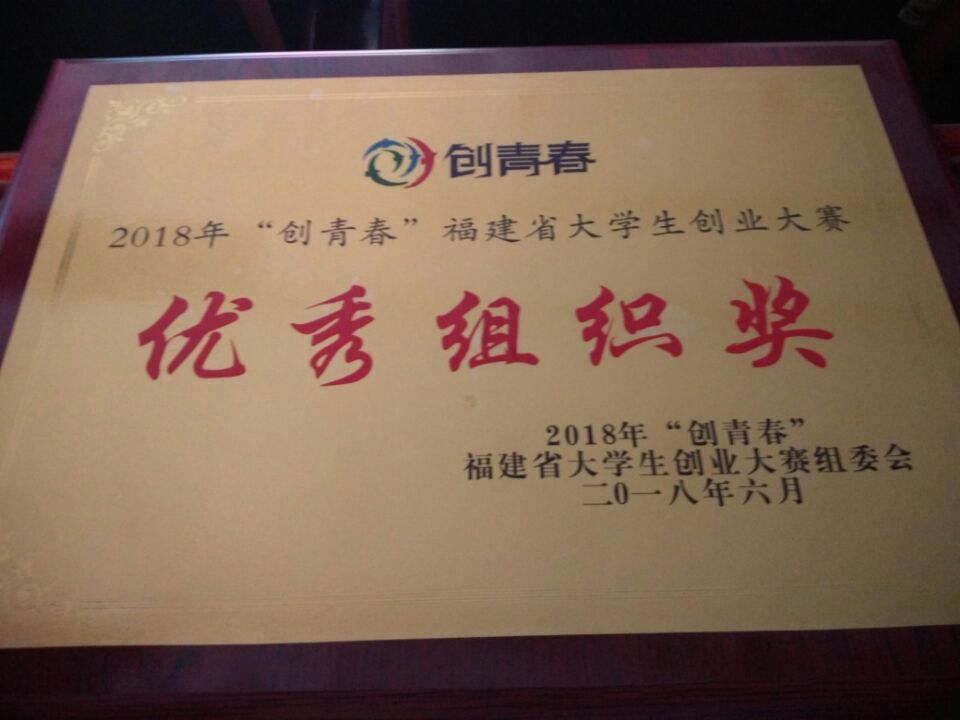 创青春
2018年“创青春”福建省大学生创业大赛
优秀组织奖
2018年“创青春”
福建省大学生创业大赛组委会
二〇一八年六月